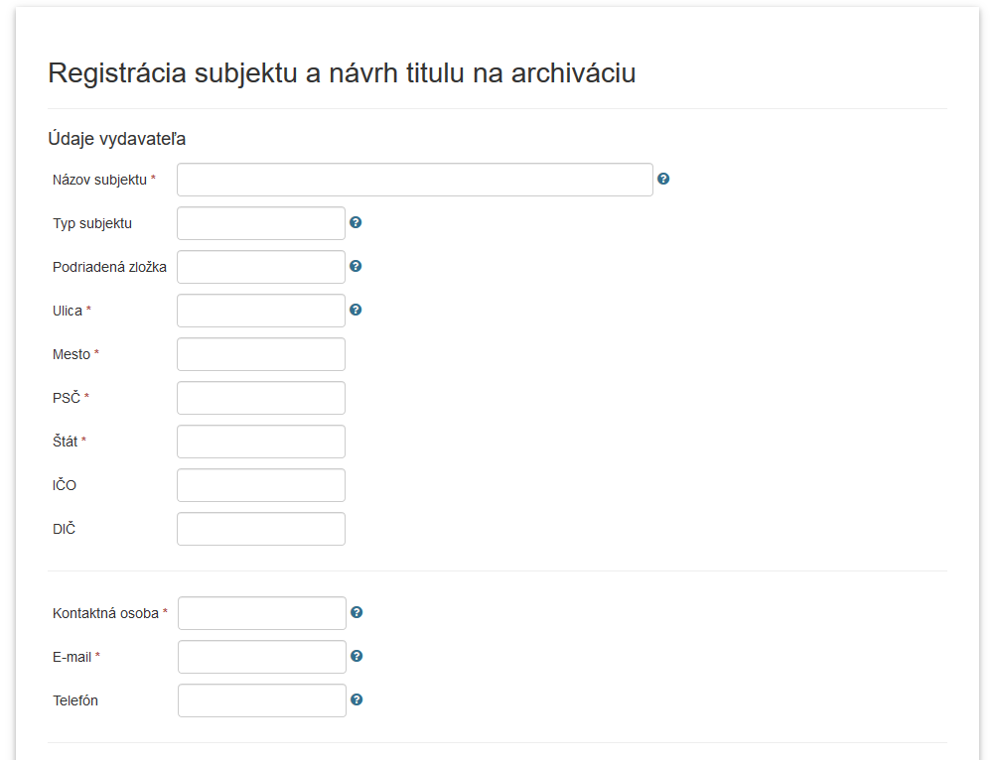 Registrácia subjektu a návrh titulu na archiváciu
Údaje vydavateľa
Názov subjektu *
Typ subjektu
Podriadená zložka
Ulica *
Mesto *
PSČ *
Štát *
IČO
DIČ
Kontaktná osoba *
E-mail *
Telefón